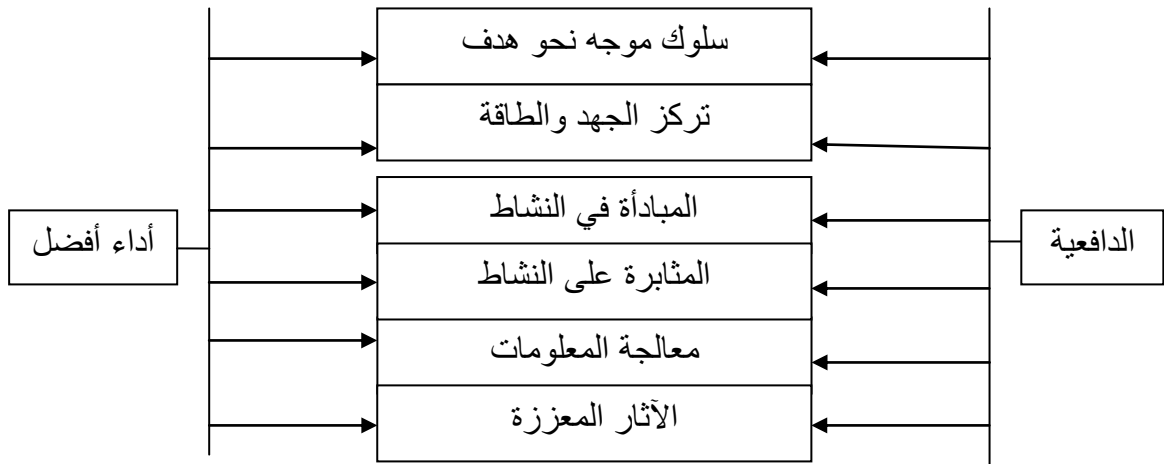 سلوك موجه نحو هدف
تركز الجهد والطاقة
المبادأة في النشاط
الدافعية
أداء أفضل
المثابرة على النشاط
معالجة المعلومات
الآثار المعززة